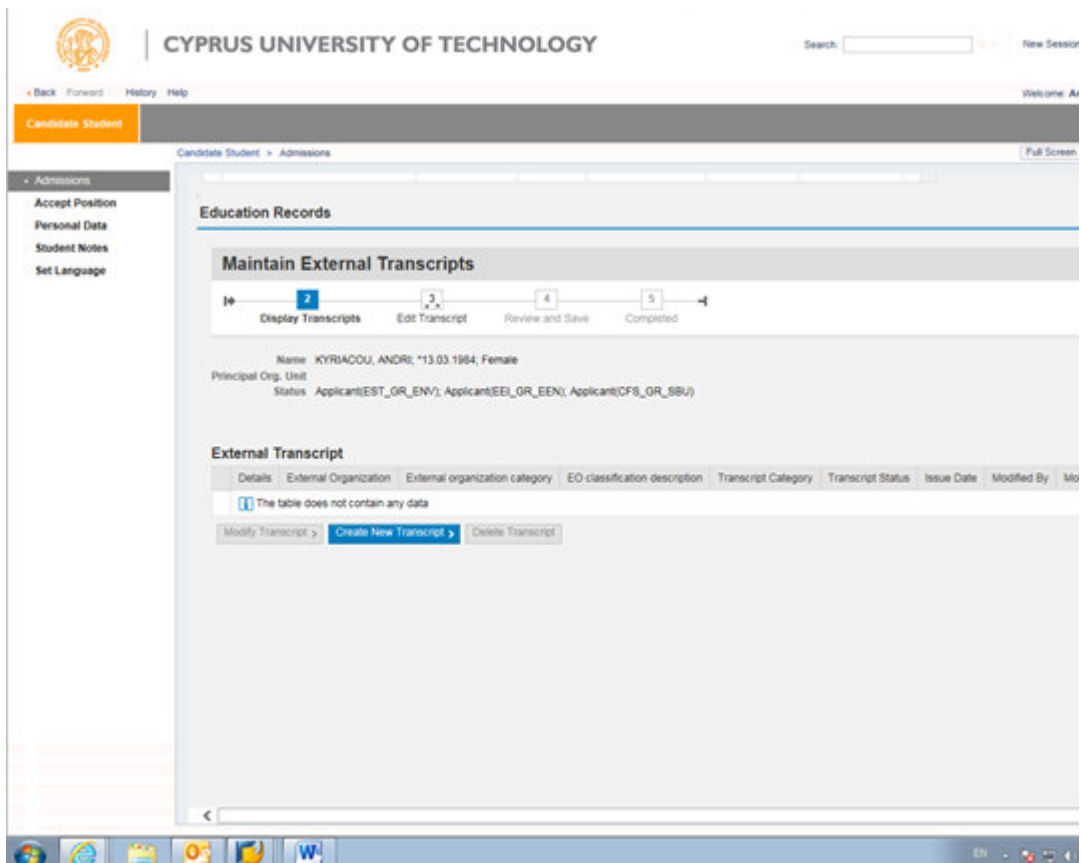 CYPRUS UNIVERSITY OF TECHNOLOGY
Search:
New Session
Back Forward History Help
Welcome:
Candidate Student
Candidate Student > Admissions
Full Screen
Admissions
Accept Position
Personal Data
Student Notes
Set Language
Education Records
Maintain External Transcripts
2 3 4 5
Display Transcripts Edit Transcript Review and Save Completed
Name KYRIACOU, ANDRI; *13.03.1984; Female
Principal Org. Unit
Status Applicant(EST_GR_ENV); Applicant(EEI_GR_EEN); Applicant(CFS_GR_SBU)
External Transcript
Details External Organization External organization category EO classification description Transcript Category Transcript Status Issue Date Modified By Mo
The table does not contain any data
Modify Transcript Create New Transcript Delete Transcript
EN